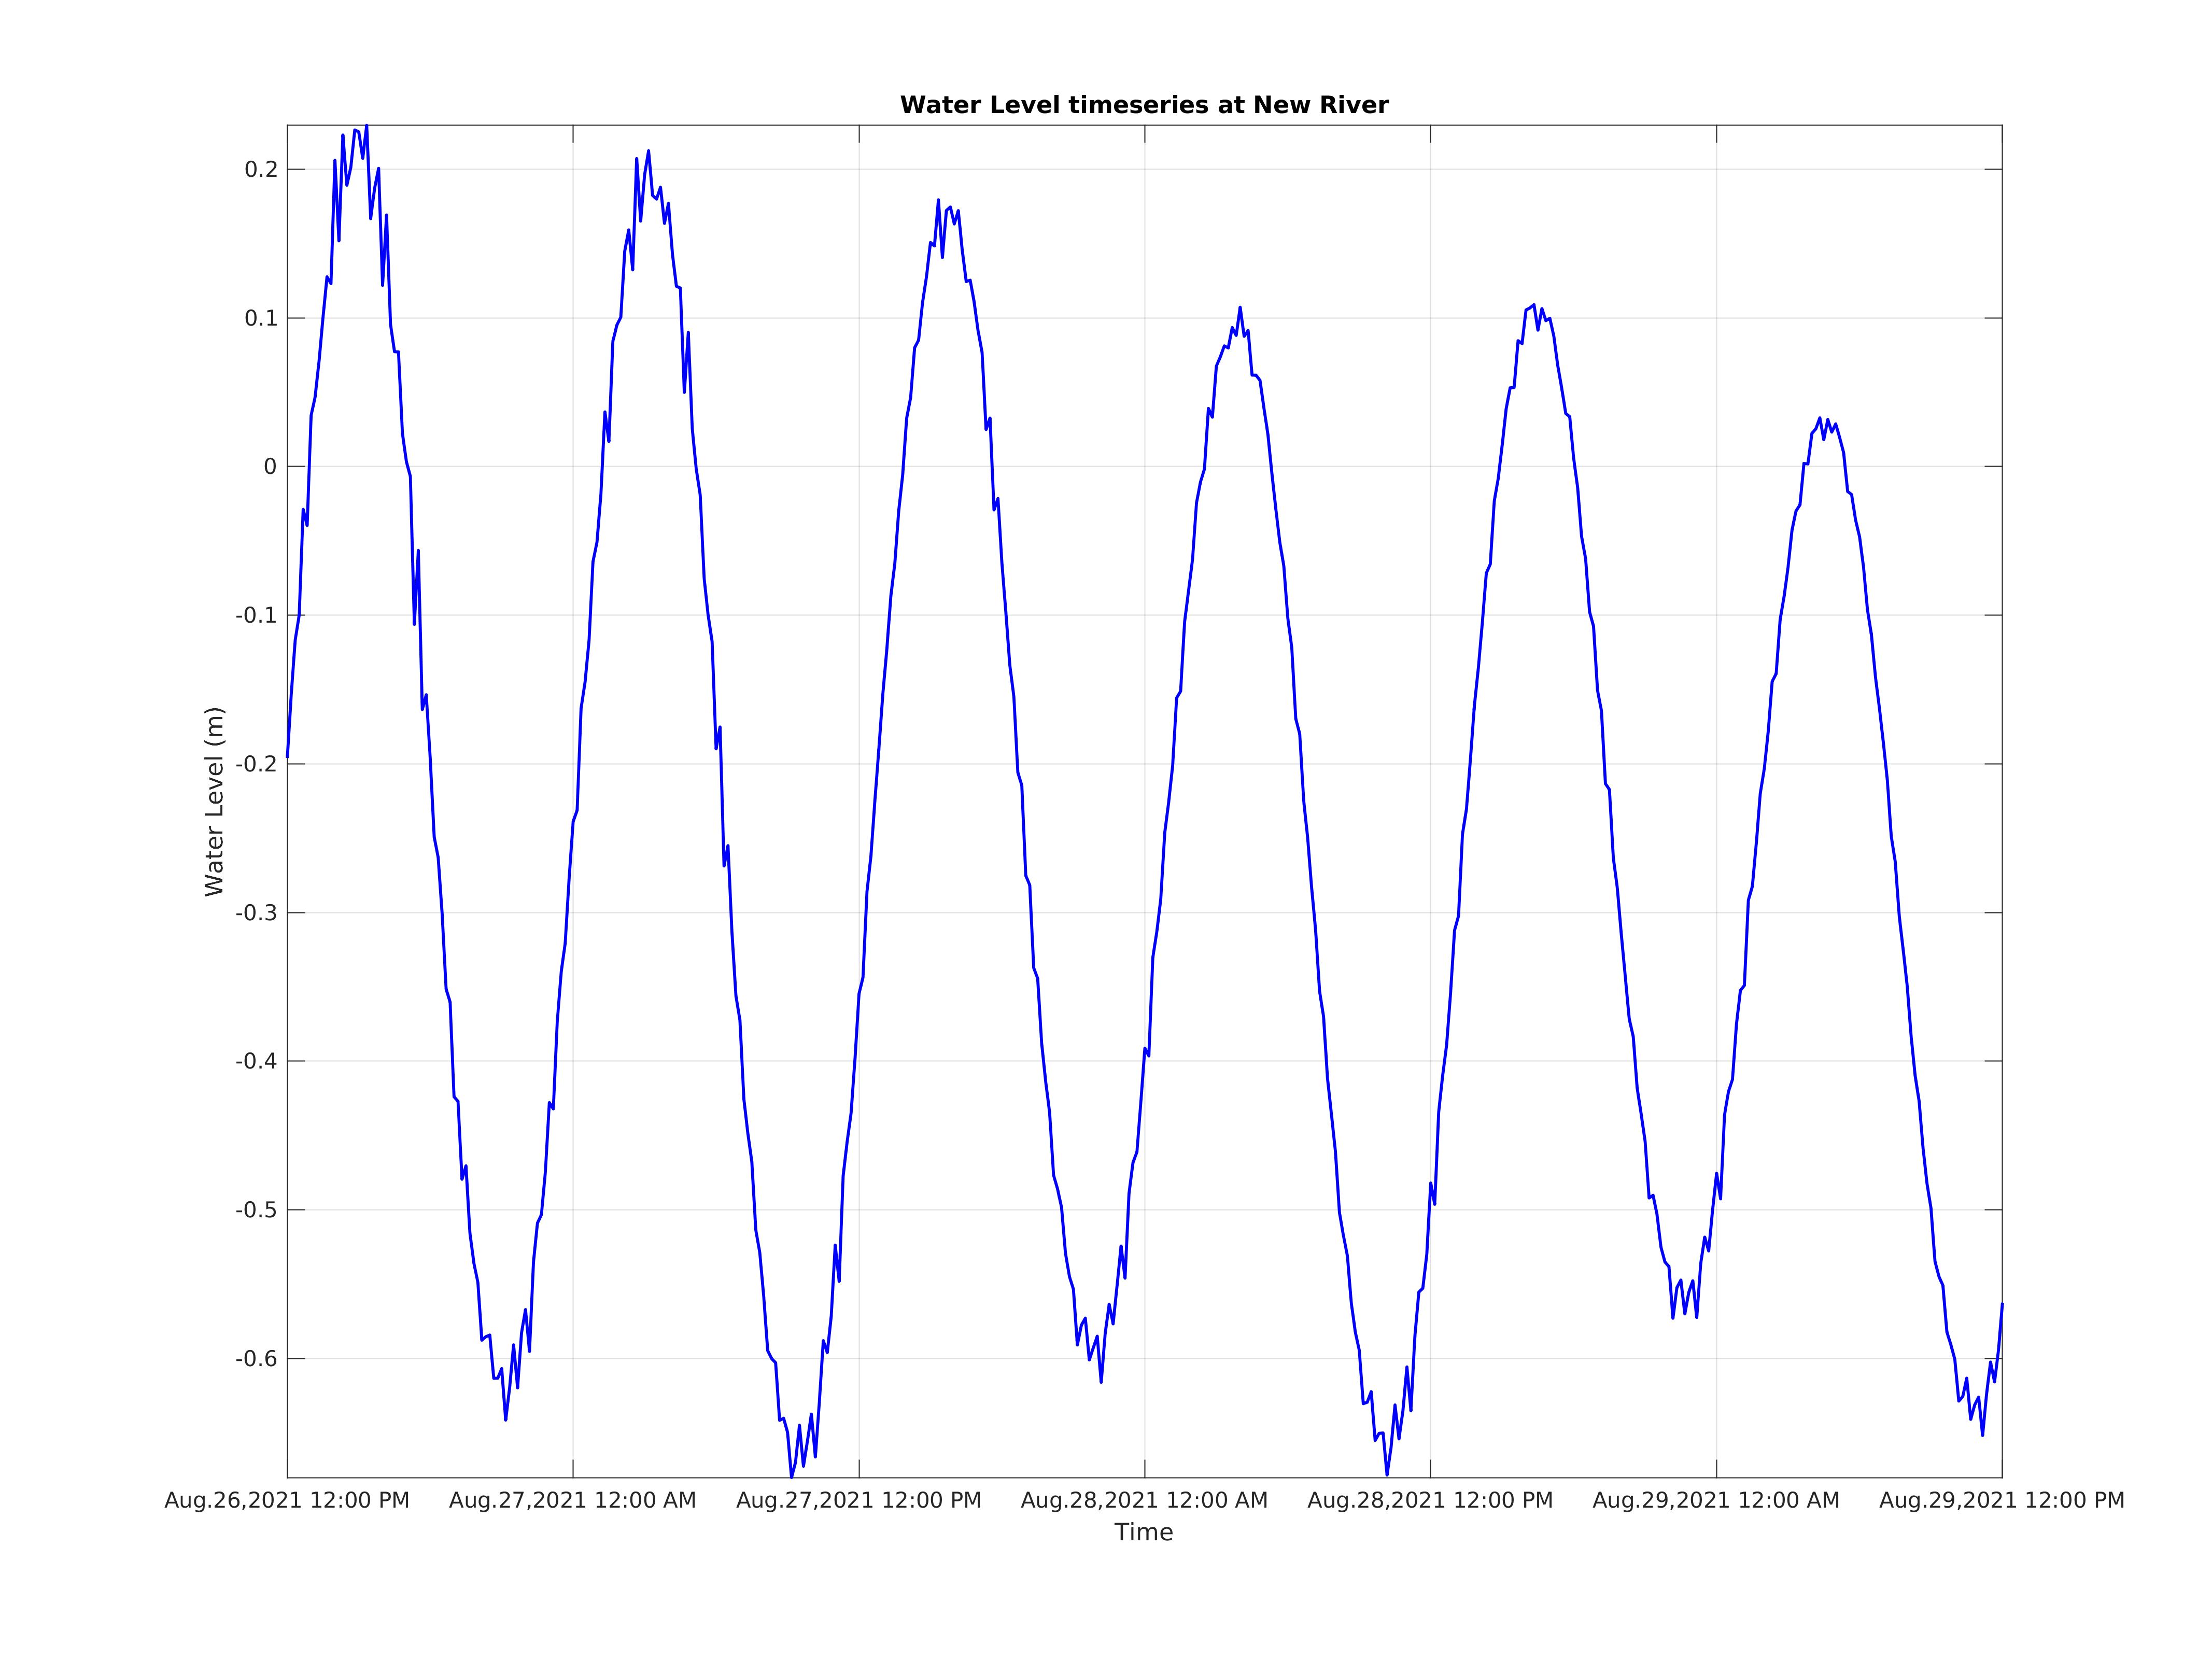 Water Level timeseries at New River
0.2
0.1
0
-0.1
-0.2
-0.3
-0.4
-0.5
-0.6
Water Level (m)
Aug.26,2021 12:00 PM Aug.27,2021 12:00 AM Aug.27,2021 12:00 PM Aug.28,2021 12:00 AM Aug.28,2021 12:00 PM Aug.29,2021 12:00 AM Aug.29,2021 12:00 PM
Time